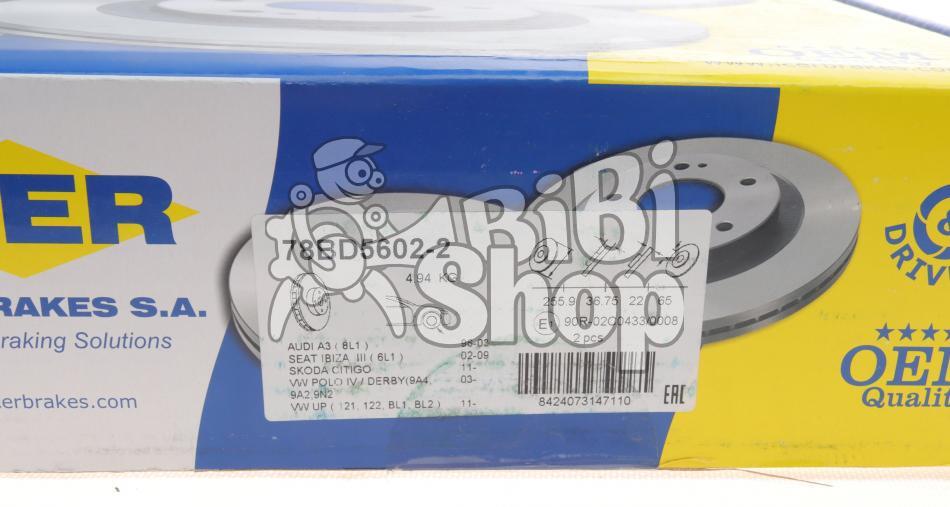 OEM
ER
RAKES S.A.
raking Solutions
erbrakes.com
BiBi
Shop
78BD5602-2
4.94 KG
255.9 36.75 22 65
E1 90R-02C0433/0008
2 pcs
AUDI A3 ( 8L1 ) 96-03
SEAT IBIZA III ( 6L1 ) 02-09
SKODA CITIGO 11-
VW POLO IV / DERBY(9A4, 03-
9A2,9N2
VW UP ( 121, 122, BL1, BL2 ) 11-
8424073147110
EAC
DRIV
OE
Qualit